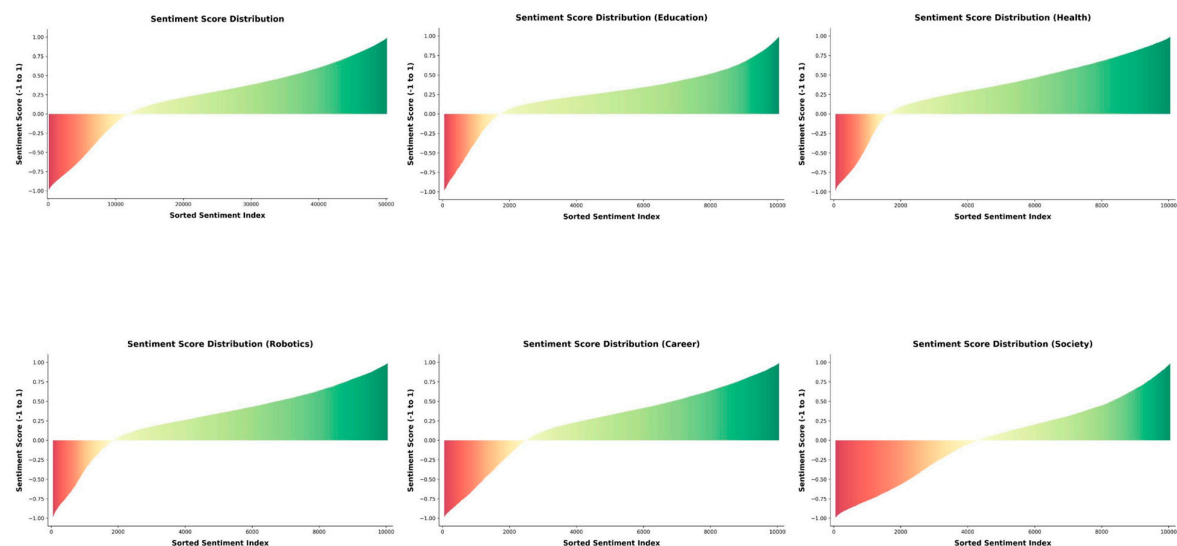 Sentiment Score Distribution
Sentiment Score (-1 to 1)
1.00
0.75
0.50
0.25
0.00
−0.25
−0.50
−0.75
−1.00
0 10000 20000 30000 40000 50000
Sorted Sentiment Index
Sentiment Score Distribution (Education)
Sentiment Score (-1 to 1)
1.00
0.75
0.50
0.25
0.00
−0.25
−0.50
−0.75
−1.00
0 2000 4000 6000 8000 10000
Sorted Sentiment Index
Sentiment Score Distribution (Health)
Sentiment Score (-1 to 1)
1.00
0.75
0.50
0.25
0.00
−0.25
−0.50
−0.75
−1.00
0 2000 4000 6000 8000 10000
Sorted Sentiment Index
Sentiment Score Distribution (Robotics)
Sentiment Score (-1 to 1)
1.00
0.75
0.50
0.25
0.00
−0.25
−0.50
−0.75
−1.00
0 2000 4000 6000 8000 10000
Sorted Sentiment Index
Sentiment Score Distribution (Career)
Sentiment Score (-1 to 1)
1.00
0.75
0.50
0.25
0.00
−0.25
−0.50
−0.75
−1.00
0 2000 4000 6000 8000 10000
Sorted Sentiment Index
Sentiment Score Distribution (Society)
Sentiment Score (-1 to 1)
1.00
0.75
0.50
0.25
0.00
−0.25
−0.50
−0.75
−1.00
0 2000 4000 6000 8000 10000
Sorted Sentiment Index